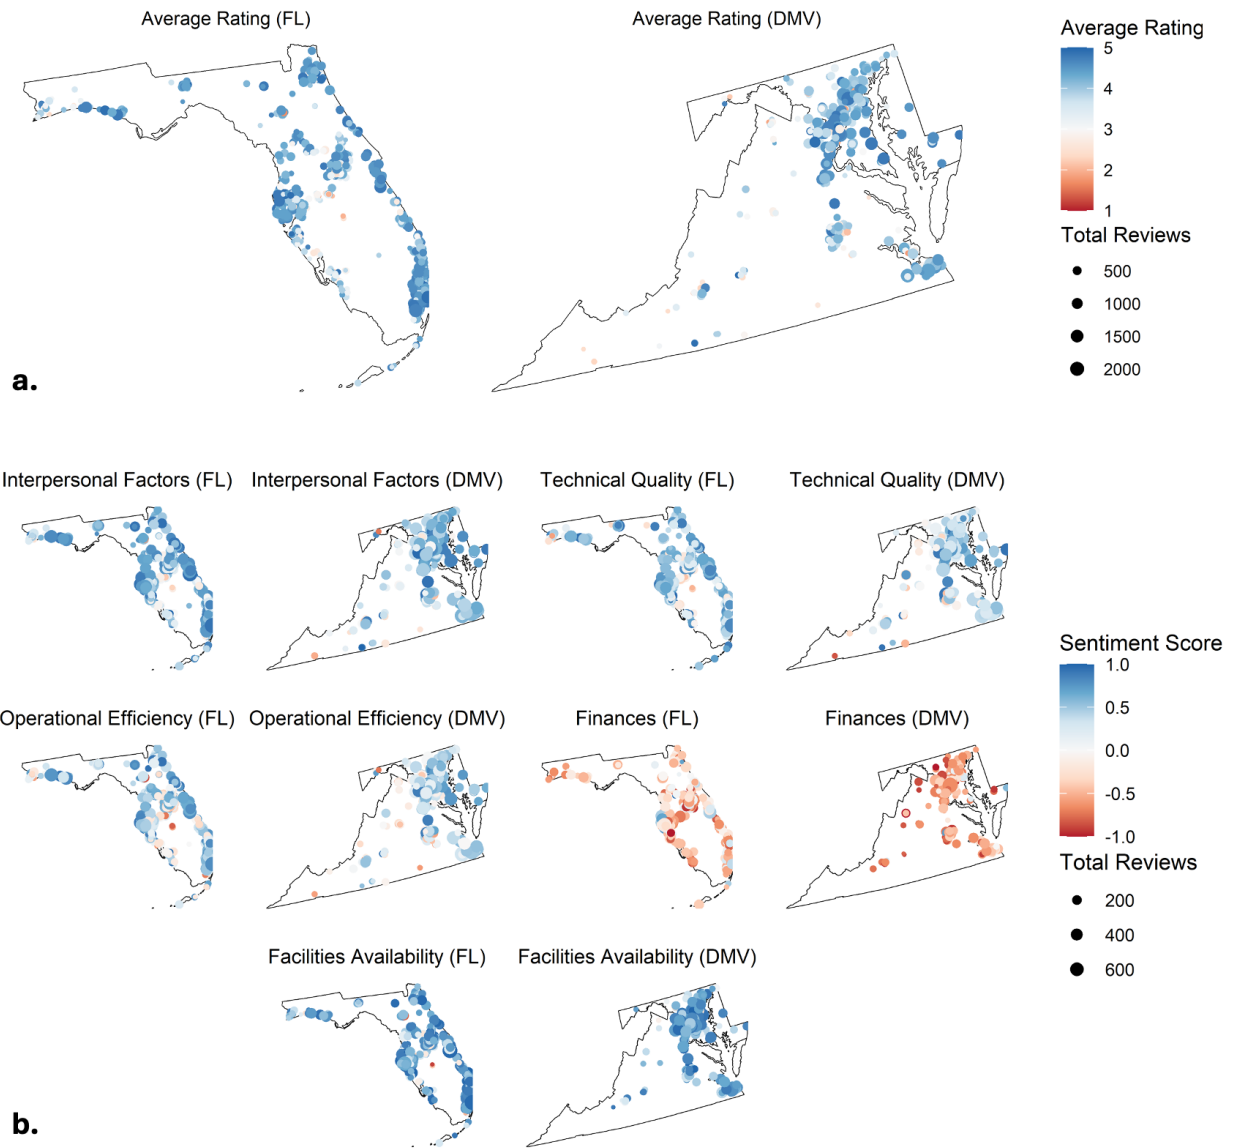 Average Rating (FL)
Average Rating (DMV)
Average Rating
5
4
3
2
1
Total Reviews
500
1000
1500
2000
a.
Interpersonal Factors (FL)
Interpersonal Factors (DMV)
Technical Quality (FL)
Technical Quality (DMV)
Operational Efficiency (FL)
Operational Efficiency (DMV)
Finances (FL)
Finances (DMV)
Sentiment Score
1.0
0.5
0.0
-0.5
-1.0
Total Reviews
200
400
600
Facilities Availability (FL)
Facilities Availability (DMV)
b.